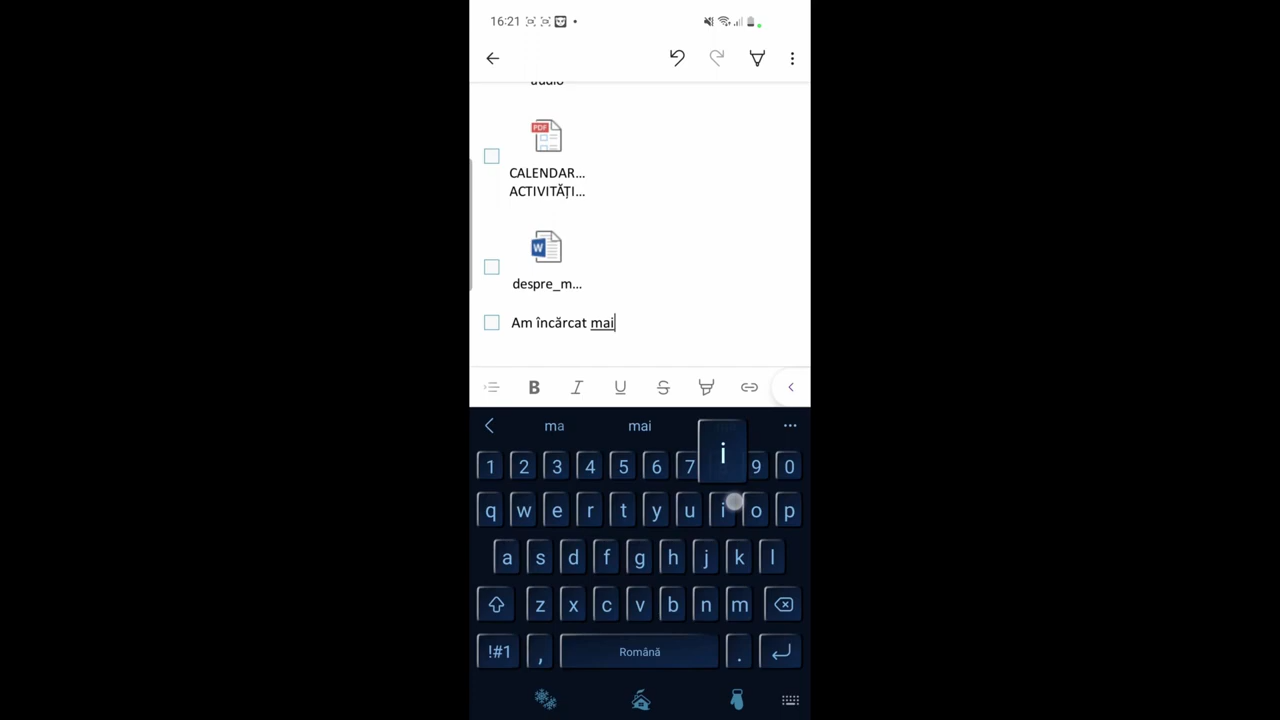 16:21
audio
PDF
CALENDAR...
ACTIVITĂȚI...
W
despre_m...
Am încărcat mai
B I U S
ma mai
i
1 2 3 4 5 6 7 9 0
q w e r t y u i o p
a s d f g h j k l
z x c v b n m
!#1 , Română .